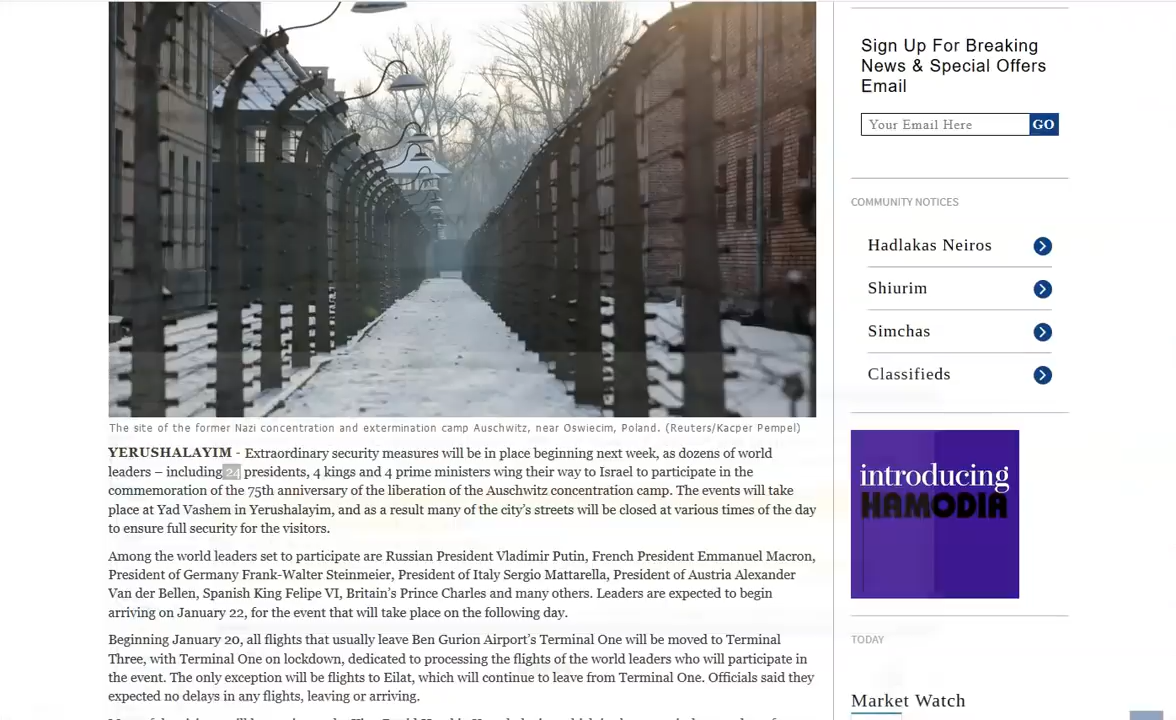 Sign Up For Breaking
News & Special Offers
Email
Your Email Here
GO
COMMUNITY NOTICES
Hadlakas Neiros
Shiurim
Simchas
Classifieds
The site of the former Nazi concentration and extermination camp Auschwitz, near Oswiecim, Poland. (Reuters/Kacper Pempel)
YERUSHALAYIM - Extraordinary security measures will be in place beginning next week, as dozens of world
leaders – including 24 presidents, 4 kings and 4 prime ministers wing their way to Israel to participate in the
commemoration of the 75th anniversary of the liberation of the Auschwitz concentration camp. The events will take
place at Yad Vashem in Yerushalayim, and as a result many of the city's streets will be closed at various times of the day
to ensure full security for the visitors.
Among the world leaders set to participate are Russian President Vladimir Putin, French President Emmanuel Macron,
President of Germany Frank-Walter Steinmeier, President of Italy Sergio Mattarella, President of Austria Alexander
Van der Bellen, Spanish King Felipe VI, Britain's Prince Charles and many others. Leaders are expected to begin
arriving on January 22, for the event that will take place on the following day.
Beginning January 20, all flights that usually leave Ben Gurion Airport's Terminal One will be moved to Terminal
Three, with Terminal One on lockdown, dedicated to processing the flights of the world leaders who will participate in
the event. The only exception will be flights to Eilat, which will continue to leave from Terminal One. Officials said they
expected no delays in any flights, leaving or arriving.
introducing
HAMODIA
TODAY
Market Watch